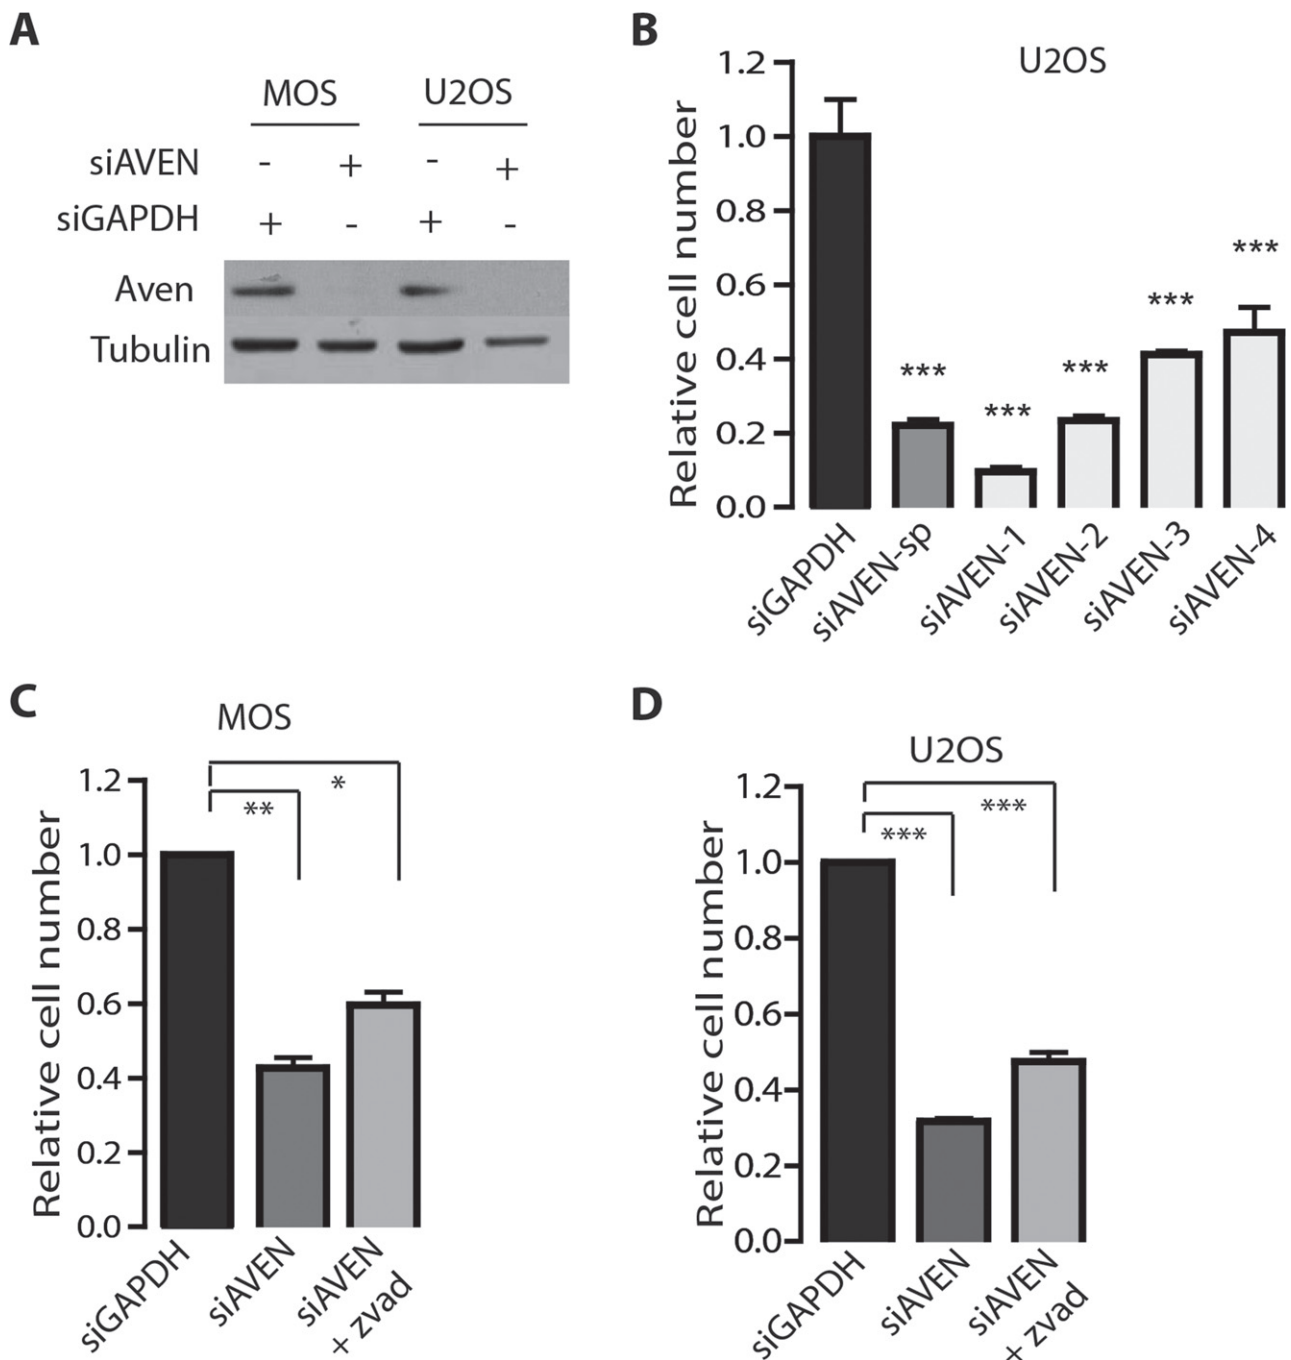 A
MOS U2OS
siAVEN - + - +
siGAPDH + - + -
Aven
Tubulin
B
U2OS
Relative cell number
1.2
1.0
0.8
0.6
0.4
0.2
0.0
***
***
***
***
***
siGAPDH
siAVEN-sp
siAVEN-1
siAVEN-2
siAVEN-3
siAVEN-4
C
MOS
Relative cell number
1.2
1.0
0.8
0.6
0.4
0.2
0.0
*
**
siGAPDH
siAVEN
siAVEN
+ zvad
D
U2OS
Relative cell number
1.2
1.0
0.8
0.6
0.4
0.2
0.0
***
***
siGAPDH
siAVEN
siAVEN
+ zvad